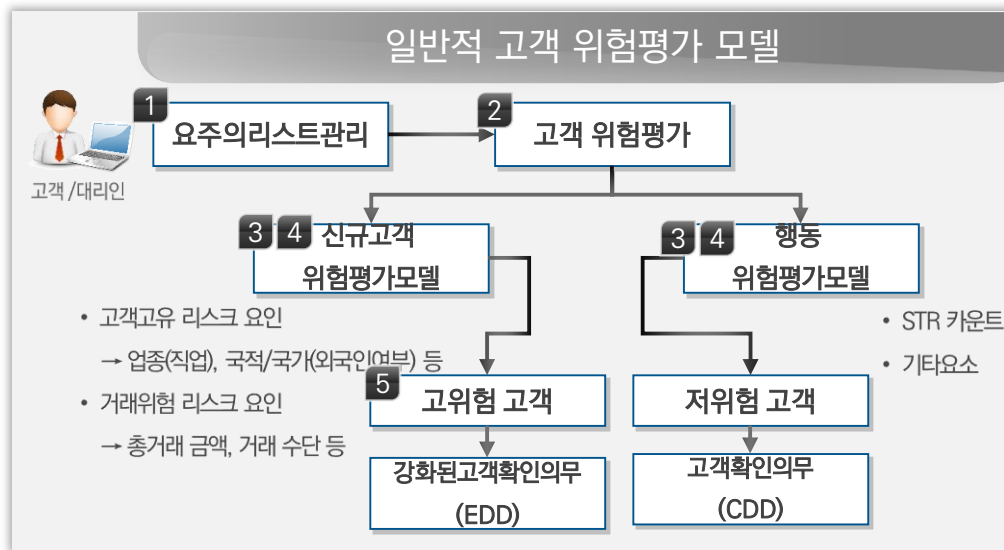 일반적 고객 위험평가 모델
고객 /대리인
1
요주의리스트관리
2
고객 위험평가
3 4 신규고객
위험평가모델
3 4 행동
위험평가모델
• 고객고유 리스크 요인
→ 업종(직업), 국적/국가(외국인여부) 등
• 거래위험 리스크 요인
→ 총거래 금액, 거래 수단 등
• STR 카운트
• 기타요소
5
고위험 고객
저위험 고객
강화된고객확인의무
(EDD)
고객확인의무
(CDD)